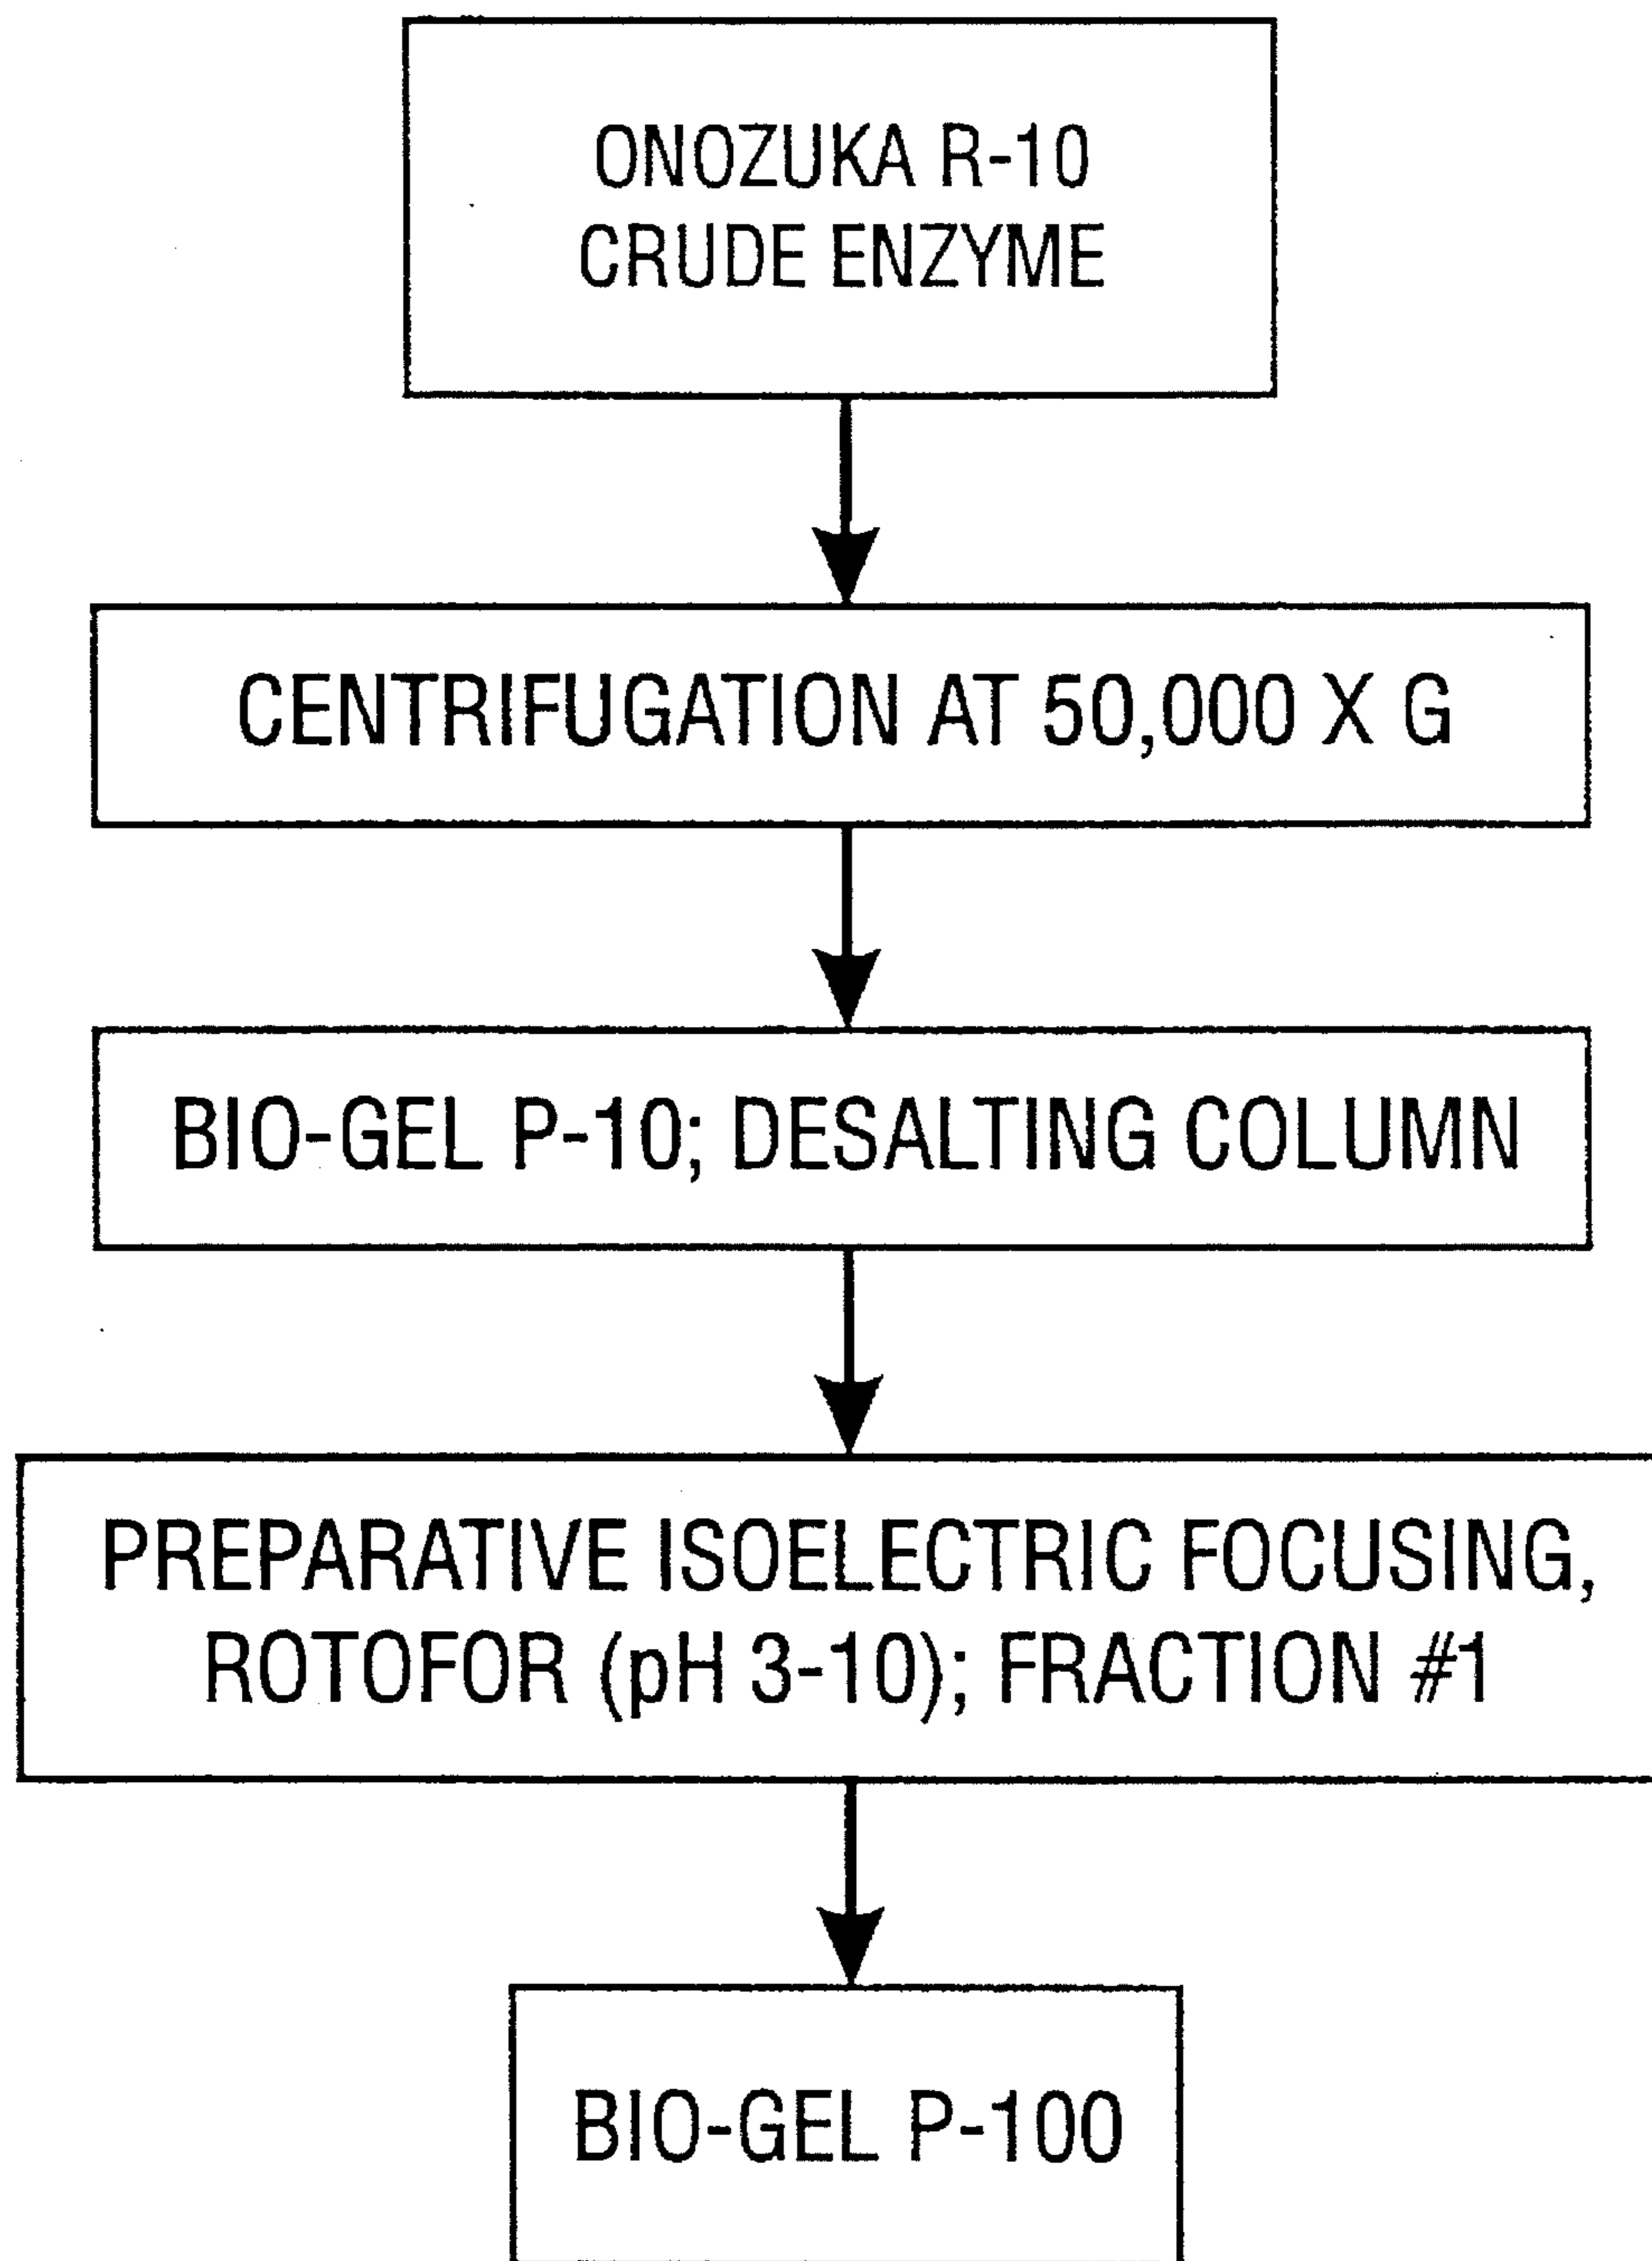 ONOZUKA R-10
CRUDE ENZYME
CENTRIFUGATION AT 50,000 X G
BIO-GEL P-10; DESALTING COLUMN
PREPARATIVE ISOELECTRIC FOCUSING,
ROTOFOR (pH 3-10); FRACTION #1
BIO-GEL P-100